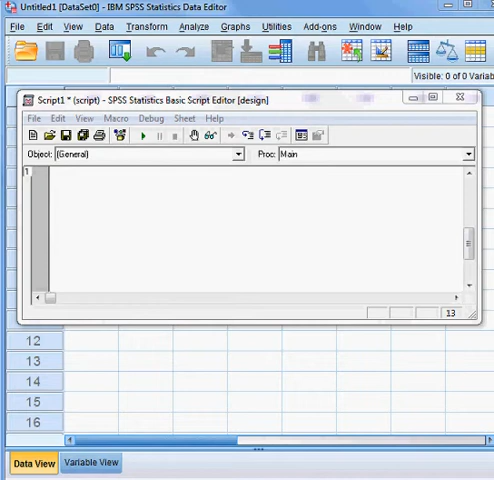 Untitled1 [DataSet0] - IBM SPSS Statistics Data Editor
File Edit View Data Transform Analyze Graphs Utilities Add-ons Window Help
Visible: 0 of 0 Variab
Script1 * (script) - SPSS Statistics Basic Script Editor [design]
File Edit View Macro Debug Sheet Help
Object: (General) Proc: Main
1
13
12
13
14
15
16
Data View Variable View